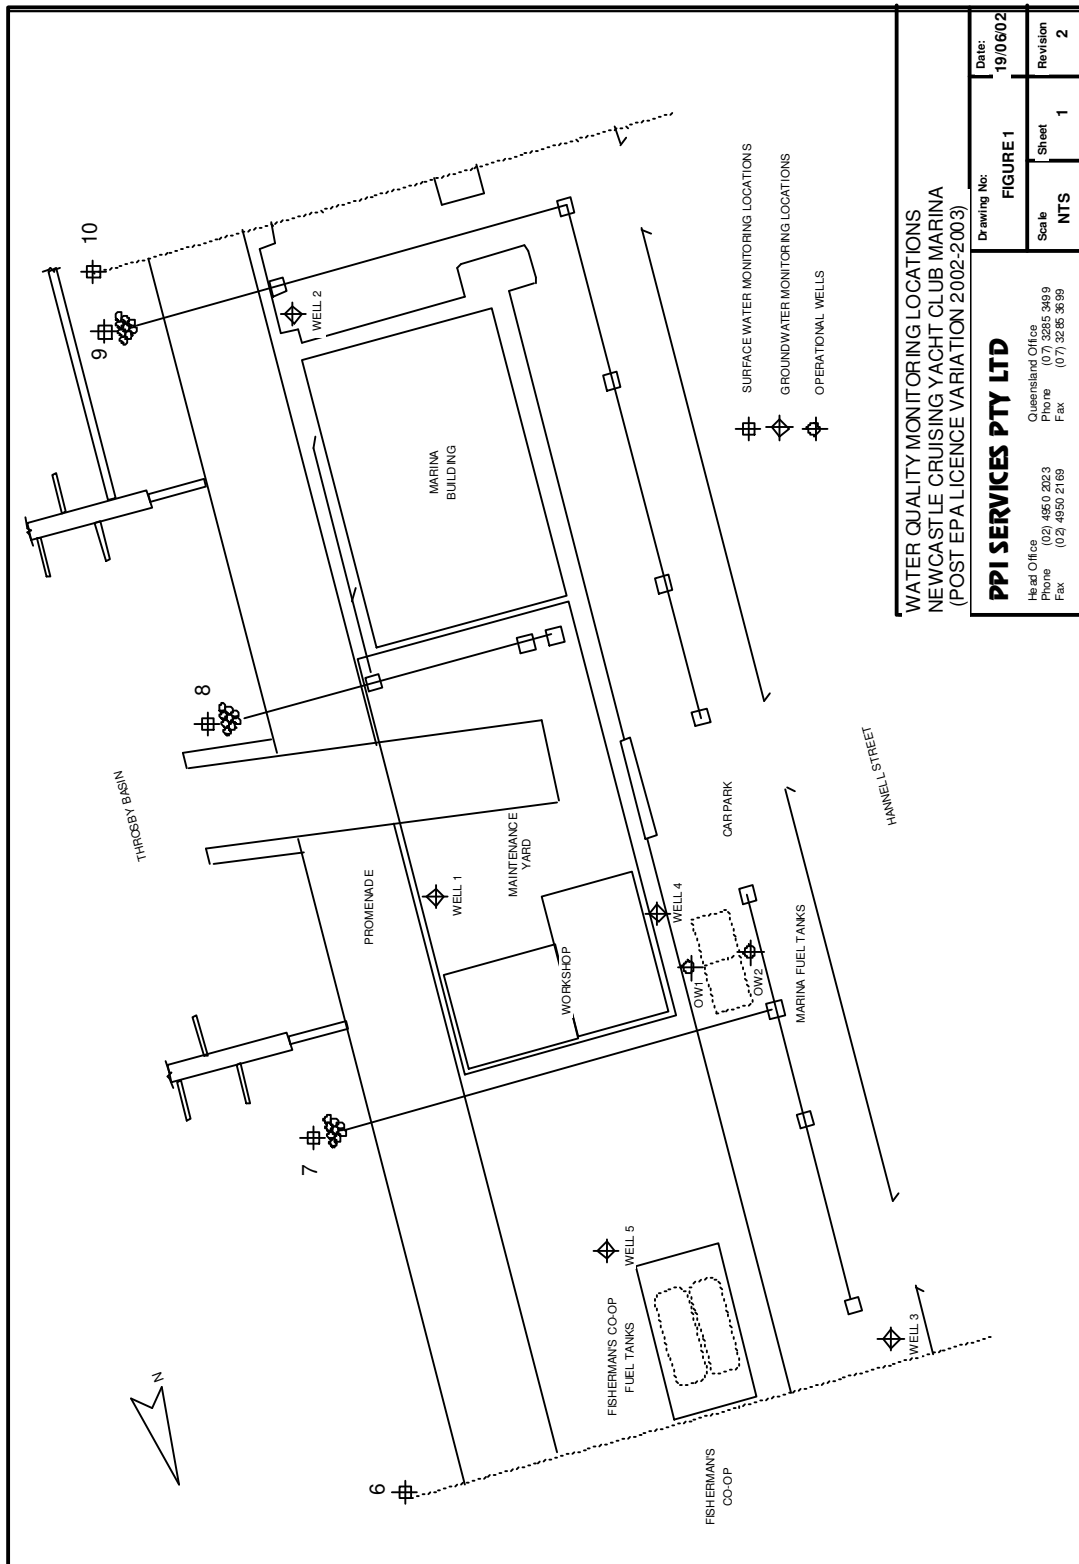 10
9
8
7
6
N
THROSBY BASIN
PROMENADE
WELL 2
MARINA
BUILDING
WELL 1
MAINTENANCE
YARD
WORKSHOP
WELL 4
OW1
OW2
CAR PARK
MARINA FUEL TANKS
HANNELL STREET
WELL 5
FISHERMAN'S CO-OP
FUEL TANKS
WELL 3
FISHERMAN'S
CO-OP
SURFACE WATER MONITORING LOCATIONS
GROUNDWATER MONITORING LOCATIONS
OPERATIONAL WELLS
WATER QUALITY MONITORING LOCATIONS
NEWCASTLE CRUISING YACHT CLUB MARINA
(POST EPA LICENCE VARIATION 2002-2003)
PPI SERVICES PTY LTD
Head Office
Phone (02) 4950 2023
Fax (02) 4950 2169
Queensland Office
Phone (07) 3285 3499
Fax (07) 3285 3699
Drawing No:
FIGURE 1
Date:
19/06/02
Scale
NTS
Sheet
1
Revision
2